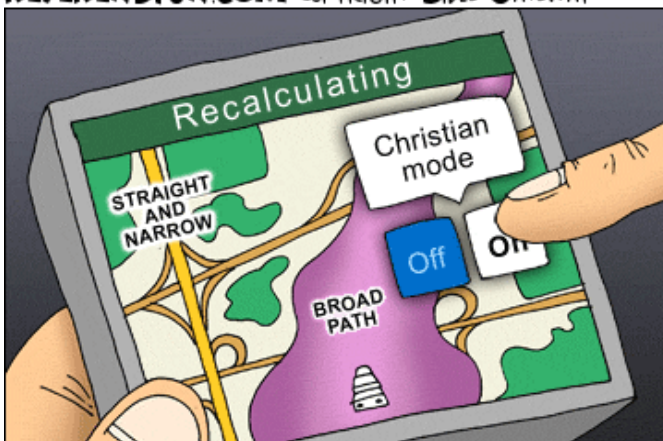 Recalculating
Christian
mode
STRAIGHT
AND
NARROW
Off
On
BROAD
PATH